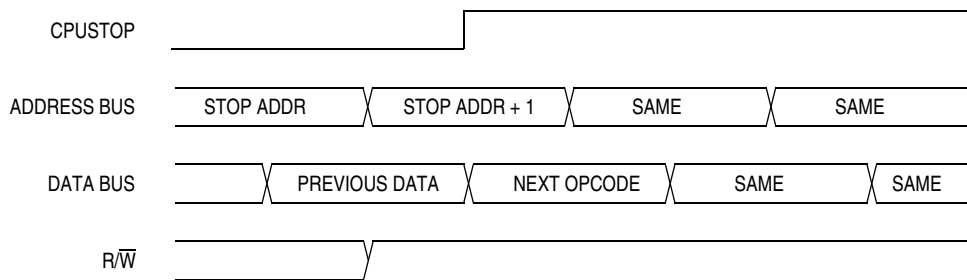 CPUSTOP
ADDRESS BUS STOP ADDR STOP ADDR + 1 SAME SAME
DATA BUS PREVIOUS DATA NEXT OPCODE SAME SAME
R/W̅